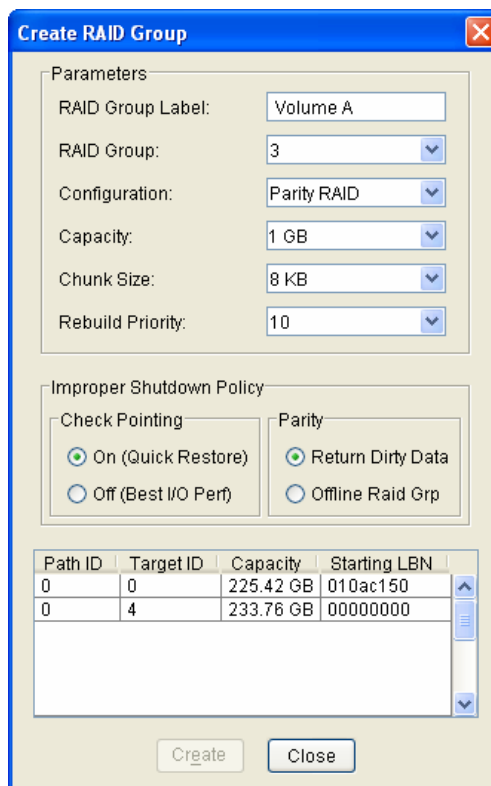 Create RAID Group
Parameters
RAID Group Label: Volume A
RAID Group: 3
Configuration: Parity RAID
Capacity: 1 GB
Chunk Size: 8 KB
Rebuild Priority: 10
Improper Shutdown Policy
Check Pointing
On (Quick Restore)
Off (Best I/O Perf)
Parity
Return Dirty Data
Offline Raid Grp
Path ID Target ID Capacity Starting LBN
0 0 225.42 GB 010ac150
0 4 233.76 GB 00000000
Create Close